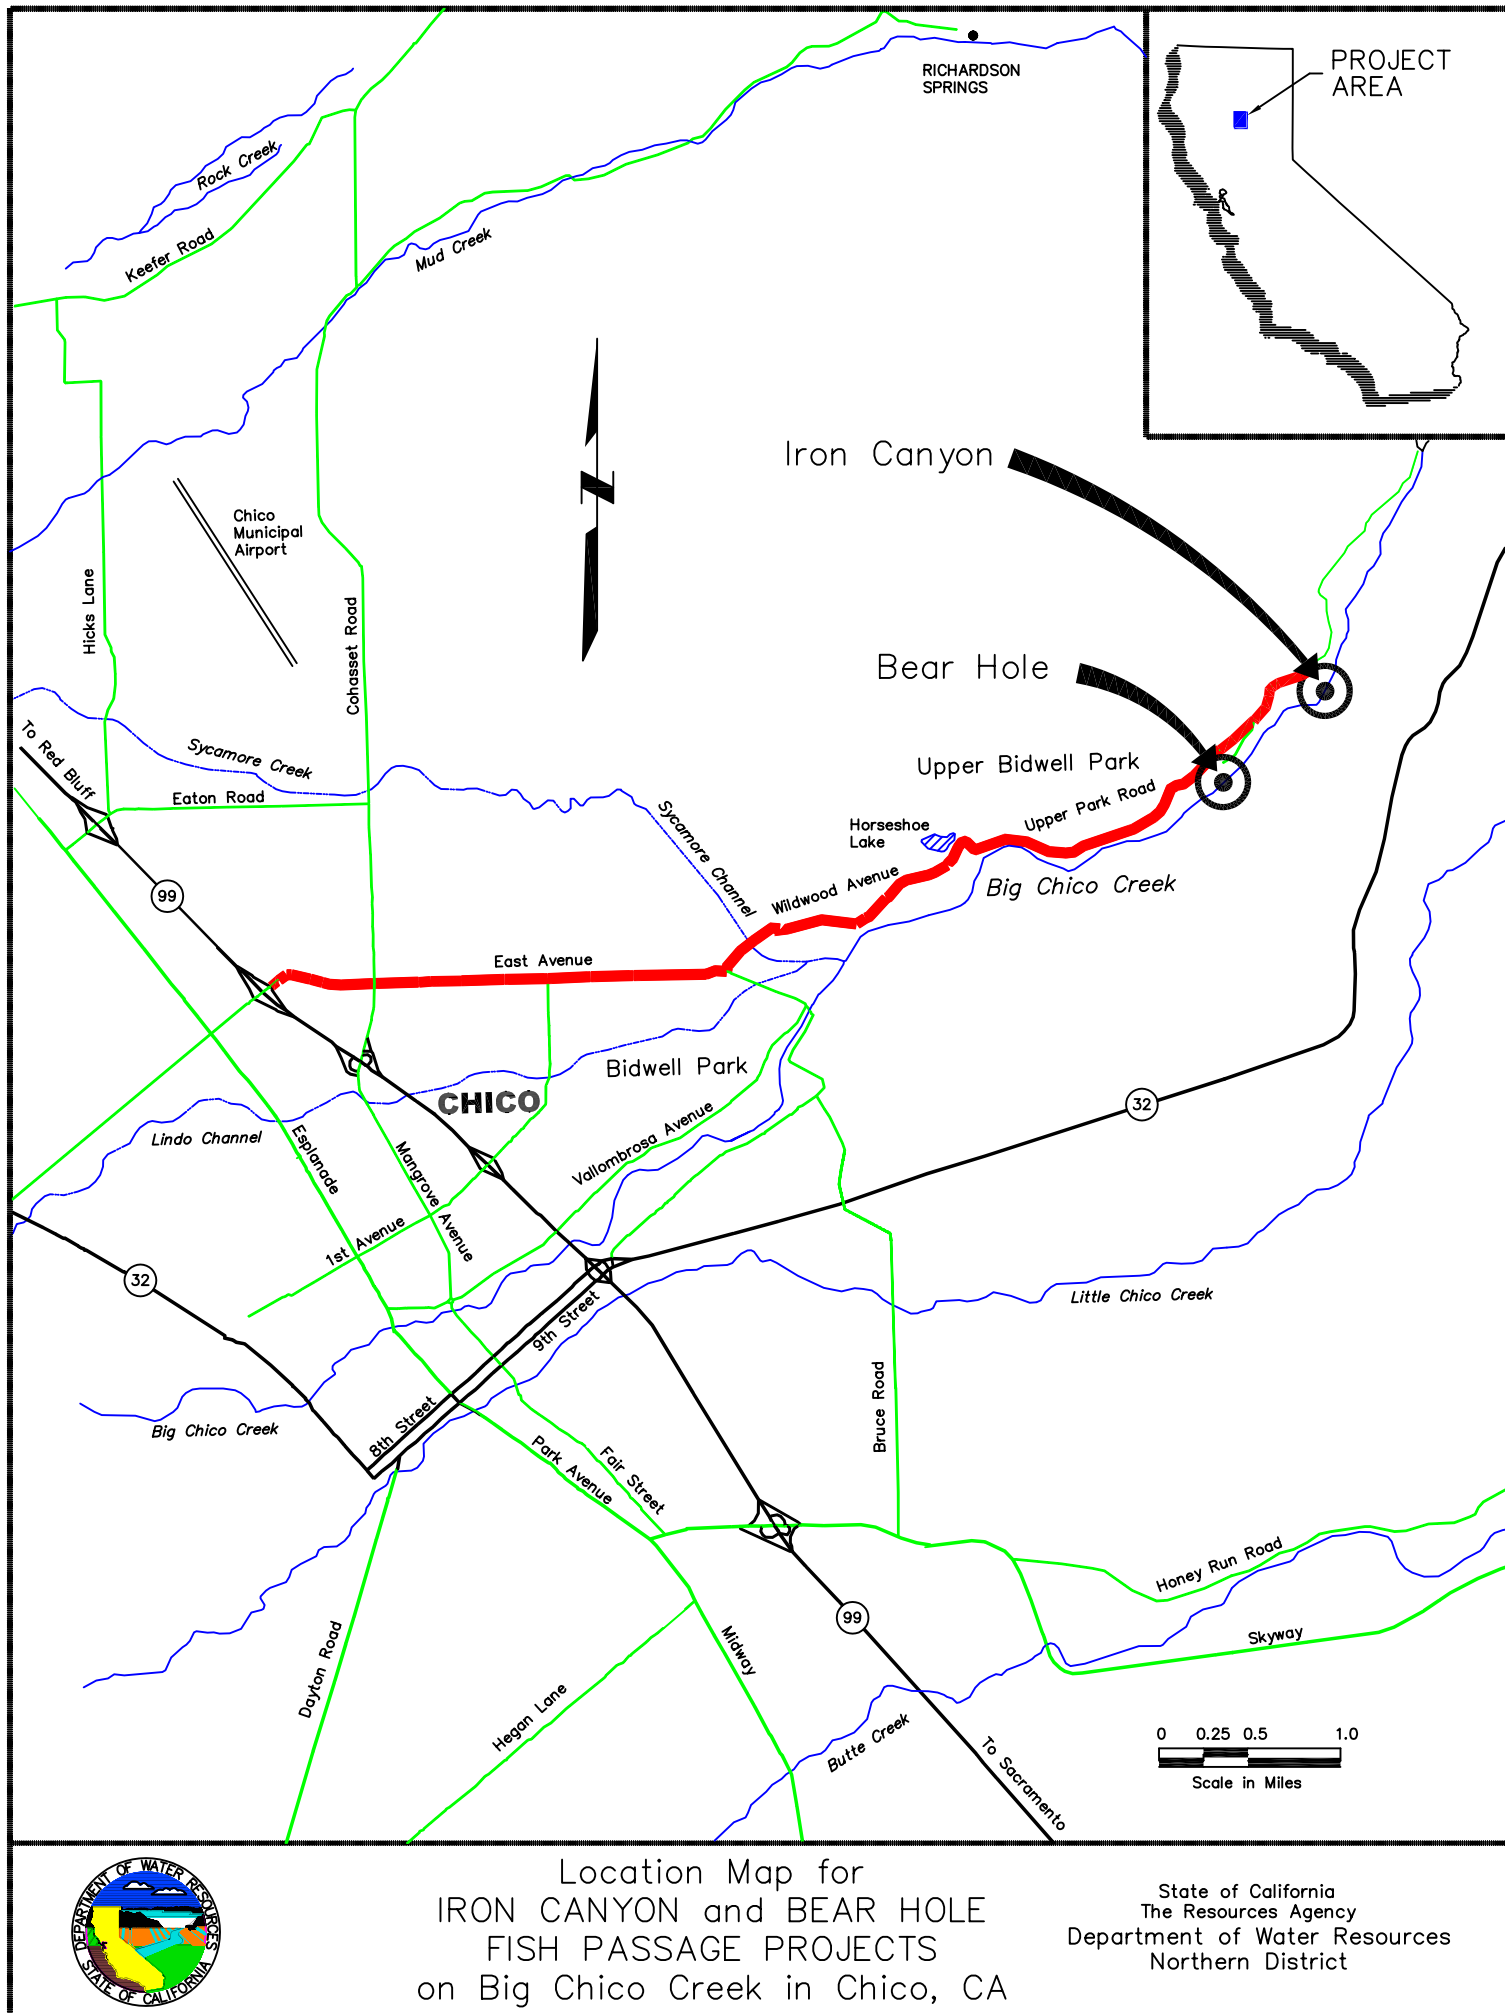 RICHARDSON
SPRINGS
PROJECT
AREA
Rock Creek
Keefer Road
Mud Creek
Iron Canyon
Chico
Municipal
Airport
Hicks Lane
Cohasset Road
N
Bear Hole
To Red Bluff
Sycamore Creek
Eaton Road
Upper Bidwell Park
Upper Park Road
Horseshoe
Lake
Sycamore Channel
Wildwood Avenue
Big Chico Creek
99
East Avenue
Bidwell Park
CHICO
32
Lindo Channel
Esplanade
Mangrove Avenue
Vallombrosa Avenue
1st Avenue
32
Little Chico Creek
9th Street
8th Street
Big Chico Creek
Bruce Road
Park Avenue
Fair Street
Honey Run Road
Skyway
99
Dayton Road
Midway
Hegan Lane
Butte Creek
To Sacramento
0 0.25 0.5 1.0
Scale in Miles
DEPARTMENT OF WATER RESOURCES
STATE OF CALIFORNIA
Location Map for
IRON CANYON and BEAR HOLE
FISH PASSAGE PROJECTS
on Big Chico Creek in Chico, CA
State of California
The Resources Agency
Department of Water Resources
Northern District